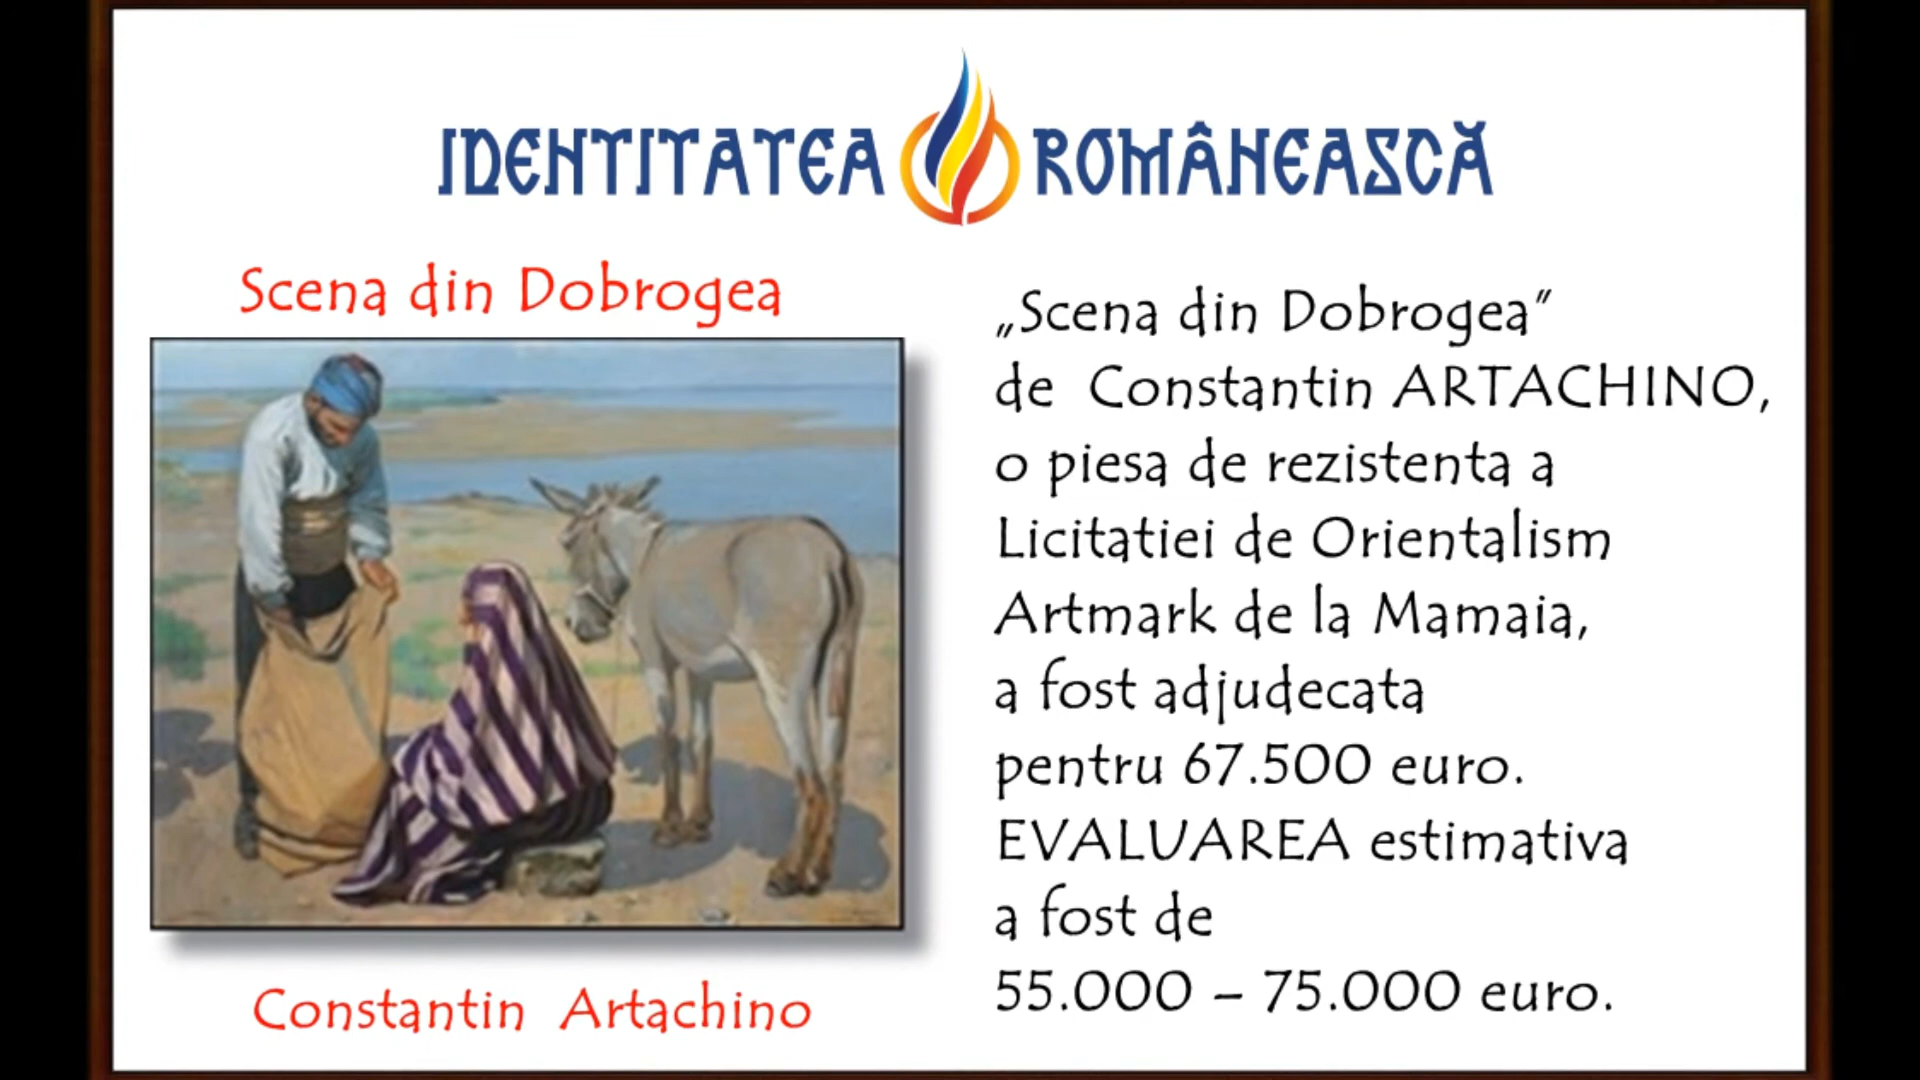 IDENTITATEA ROMÂNEASCĂ
Scena din Dobrogea
„Scena din Dobrogea“
de Constantin ARTACHINO,
o piesa de rezistenta a
Licitatiei de Orientalism
Artmark de la Mamaia,
a fost adjudecata
pentru 67.500 euro.
EVALUAREA estimativa
a fost de
55.000 – 75.000 euro.
Constantin Artachino